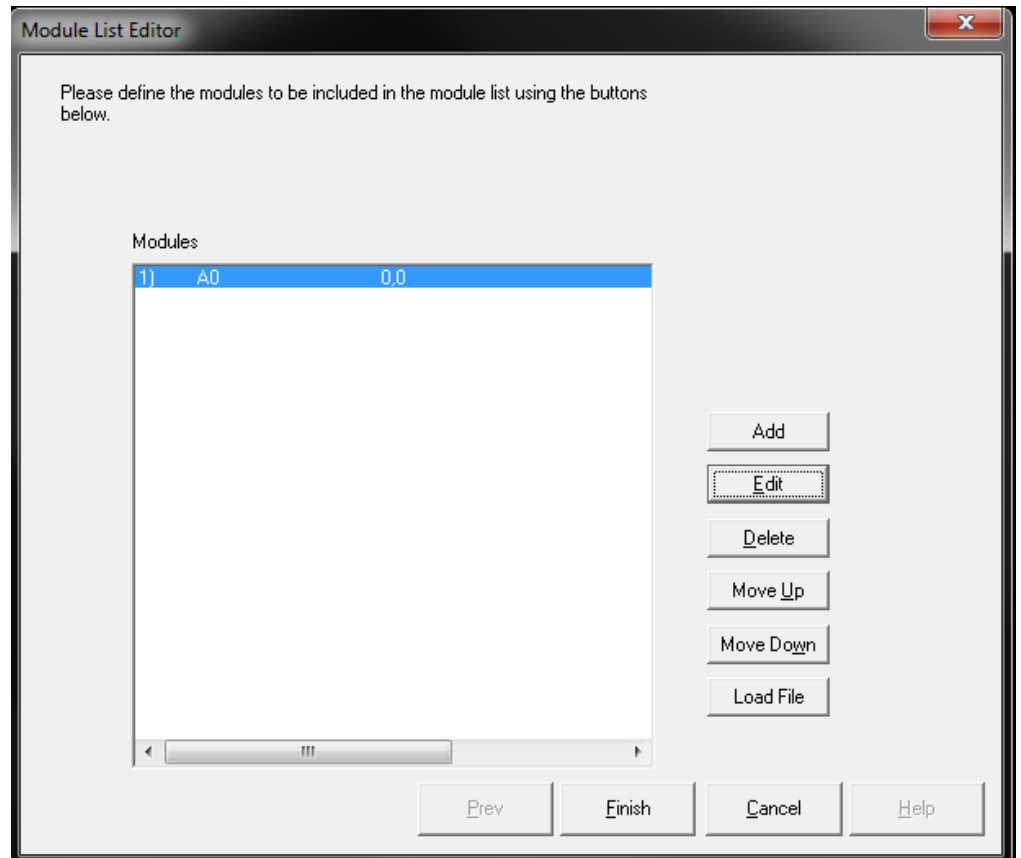 Module List Editor
Please define the modules to be included in the module list using the buttons
below.
Modules
1) A0 0,0
Add
Edit
Delete
Move Up
Move Down
Load File
Prev Finish Cancel Help